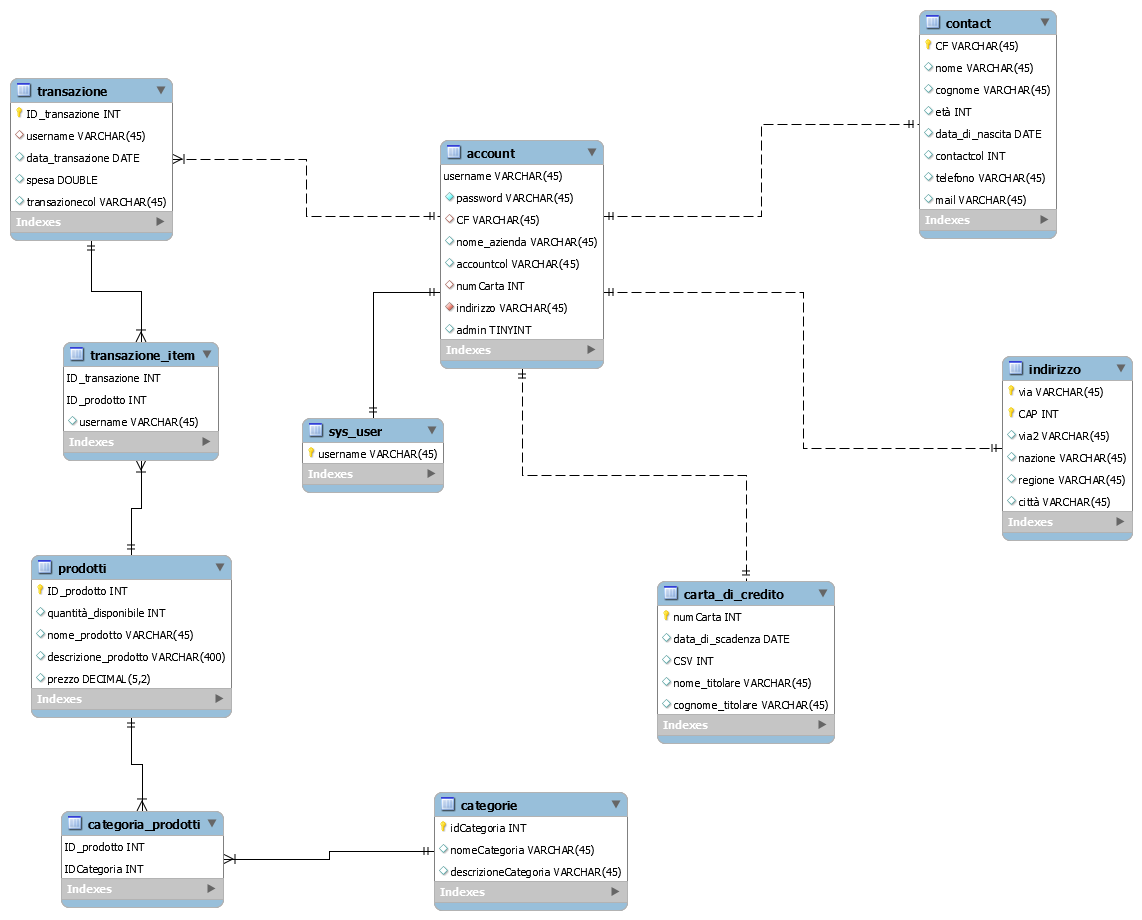 contact
CF VARCHAR(45)
nome VARCHAR(45)
cognome VARCHAR(45)
età INT
data_di_nascita DATE
contactcol INT
telefono VARCHAR(45)
mail VARCHAR(45)
Indexes
transazione
ID_transazione INT
username VARCHAR(45)
data_transazione DATE
spesa DOUBLE
transazionecol VARCHAR(45)
Indexes
account
username VARCHAR(45)
password VARCHAR(45)
CF VARCHAR(45)
nome_azienda VARCHAR(45)
accountcol VARCHAR(45)
numCarta INT
indirizzo VARCHAR(45)
admin TINYINT
Indexes
transazione_item
ID_transazione INT
ID_prodotto INT
username VARCHAR(45)
Indexes
indirizzo
via VARCHAR(45)
CAP INT
via2 VARCHAR(45)
nazione VARCHAR(45)
regione VARCHAR(45)
città VARCHAR(45)
Indexes
sys_user
username VARCHAR(45)
Indexes
prodotti
ID_prodotto INT
quantità_disponibile INT
nome_prodotto VARCHAR(45)
descrizione_prodotto VARCHAR(400)
prezzo DECIMAL(5,2)
Indexes
carta_di_credito
numCarta INT
data_di_scadenza DATE
CSV INT
nome_titolare VARCHAR(45)
cognome_titolare VARCHAR(45)
Indexes
categoria_prodotti
ID_prodotto INT
IDCategoria INT
Indexes
categorie
idCategoria INT
nomeCategoria VARCHAR(45)
descrizioneCategoria VARCHAR(45)
Indexes